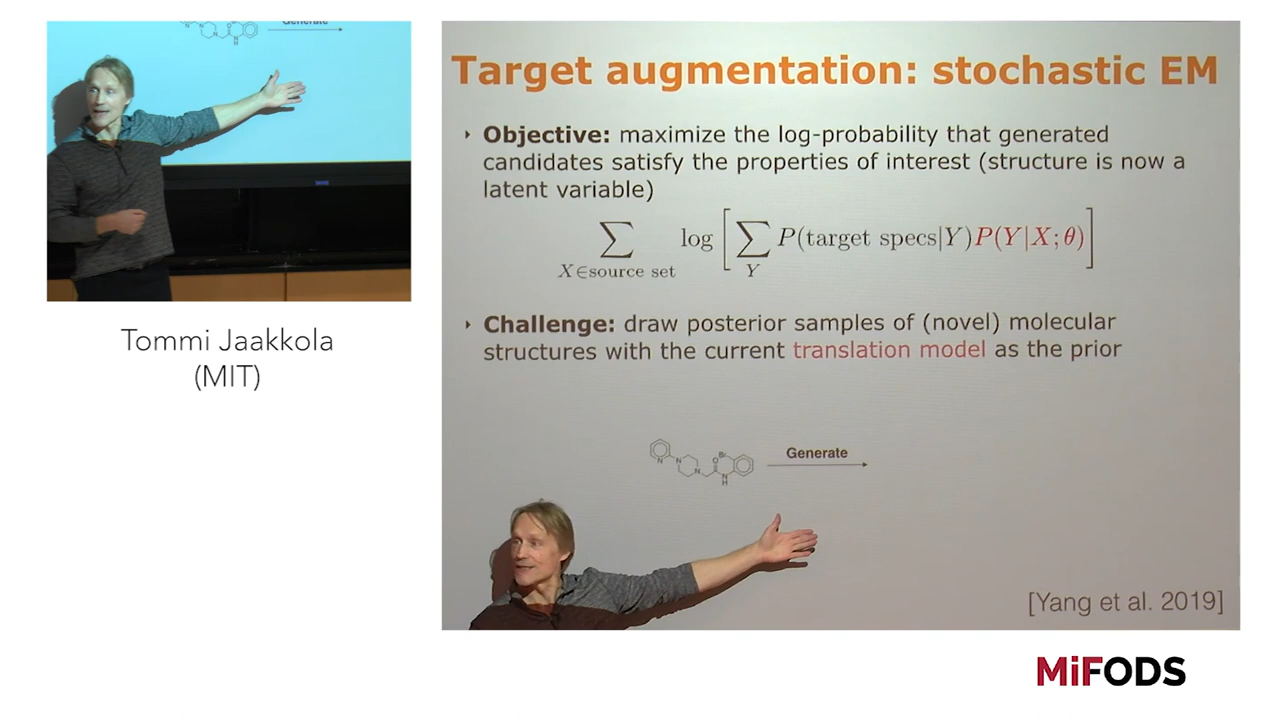 Generate
Tommi Jaakkola
(MIT)
Target augmentation: stochastic EM
Objective: maximize the log-probability that generated
candidates satisfy the properties of interest (structure is now a
latent variable)
∑ log [ ∑ P(target specs|Y)P(Y|X;θ) ]
X∈source set Y
Challenge: draw posterior samples of (novel) molecular
structures with the current translation model as the prior
N N N O Br N H
Generate
[Yang et al. 2019]
MiFODS